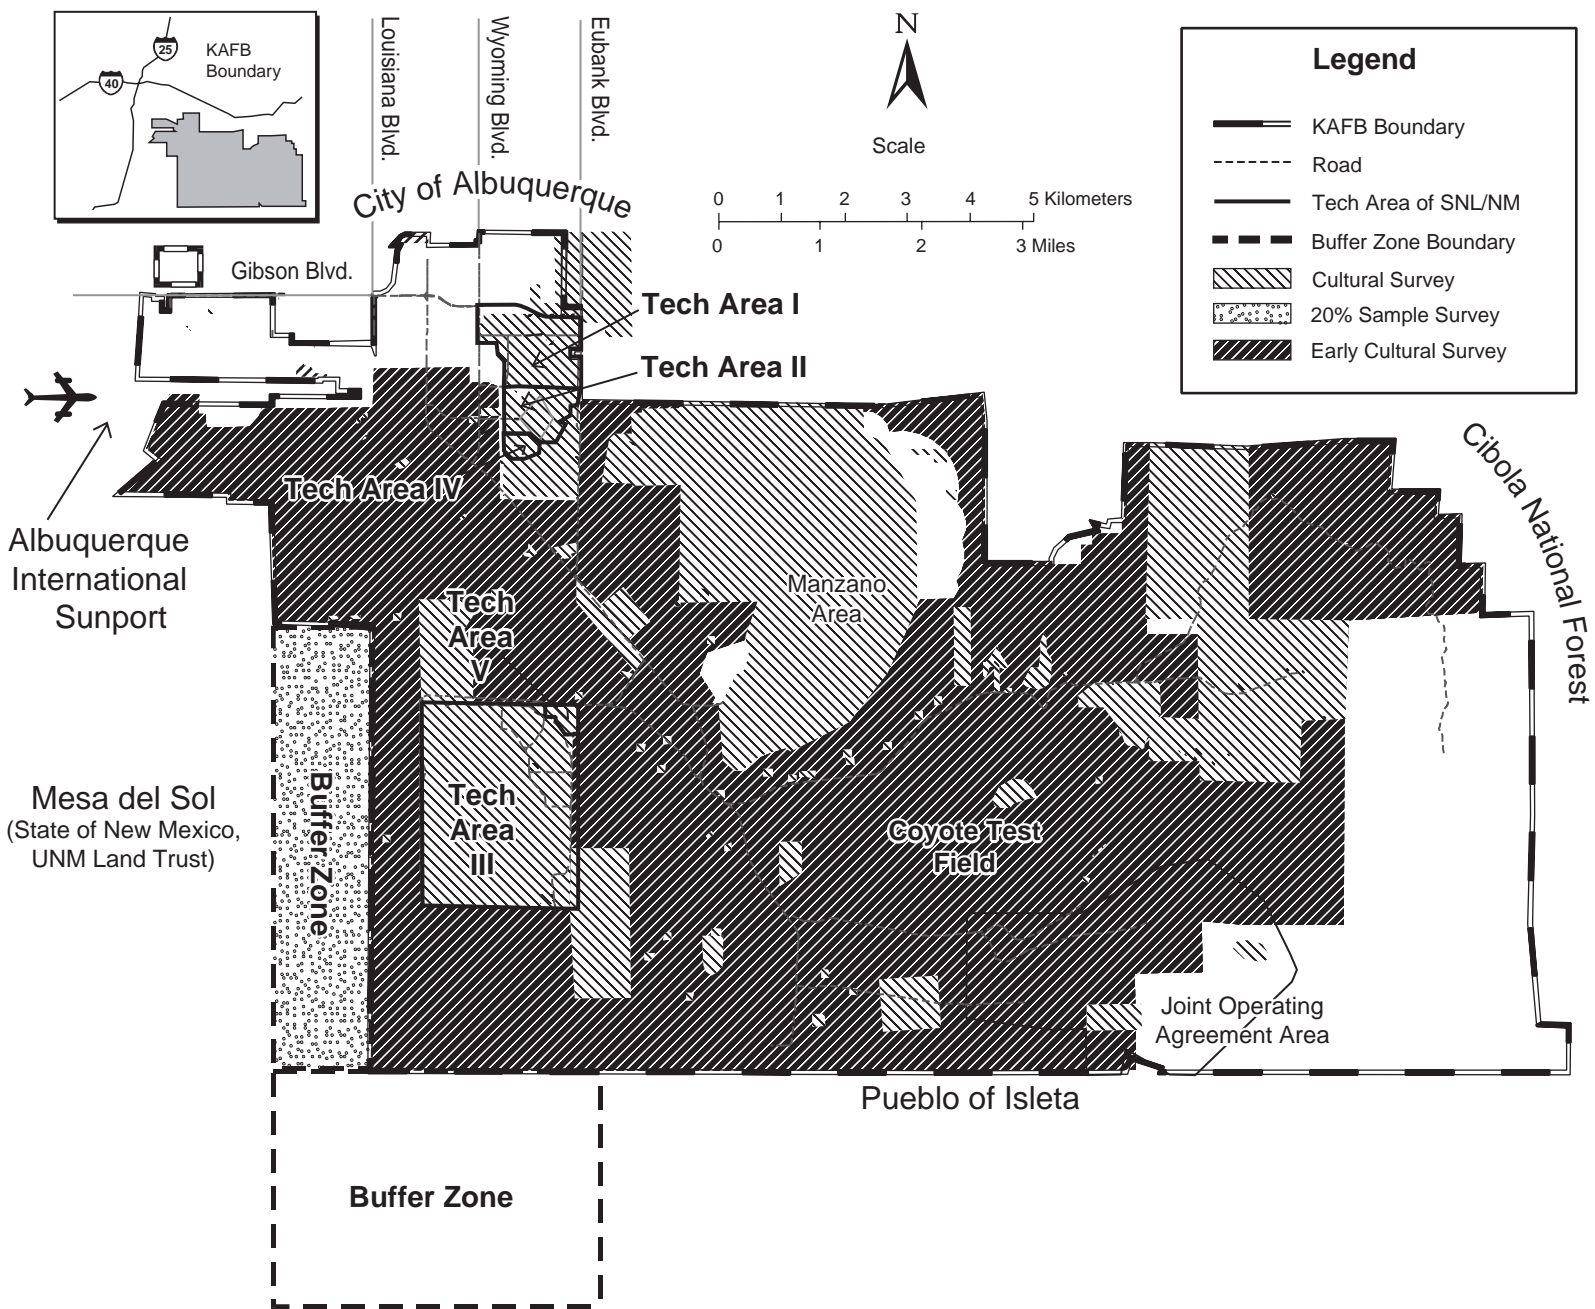 25
40
KAFB
Boundary
Louisiana Blvd.
Wyoming Blvd.
Eubank Blvd.
N
Scale
0 1 2 3 4 5 Kilometers
0 1 2 3 Miles
Legend
KAFB Boundary
Road
Tech Area of SNL/NM
Buffer Zone Boundary
Cultural Survey
20% Sample Survey
Early Cultural Survey
City of Albuquerque
Gibson Blvd.
Tech Area I
Tech Area II
Tech Area IV
Albuquerque
International
Sunport
Cibola National Forest
Manzano
Area
Tech
Area
V
Mesa del Sol
(State of New Mexico,
UNM Land Trust)
Buffer Zone
Tech
Area
III
Coyote Test
Field
Joint Operating
Agreement Area
Pueblo of Isleta
Buffer Zone